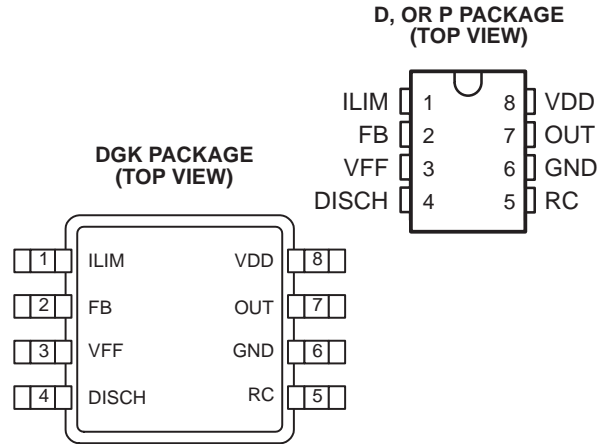 D, OR P PACKAGE
(TOP VIEW)
ILIM 1 8 VDD
FB 2 7 OUT
VFF 3 6 GND
DISCH 4 5 RC
DGK PACKAGE
(TOP VIEW)
1 ILIM VDD 8
2 FB OUT 7
3 VFF GND 6
4 DISCH RC 5